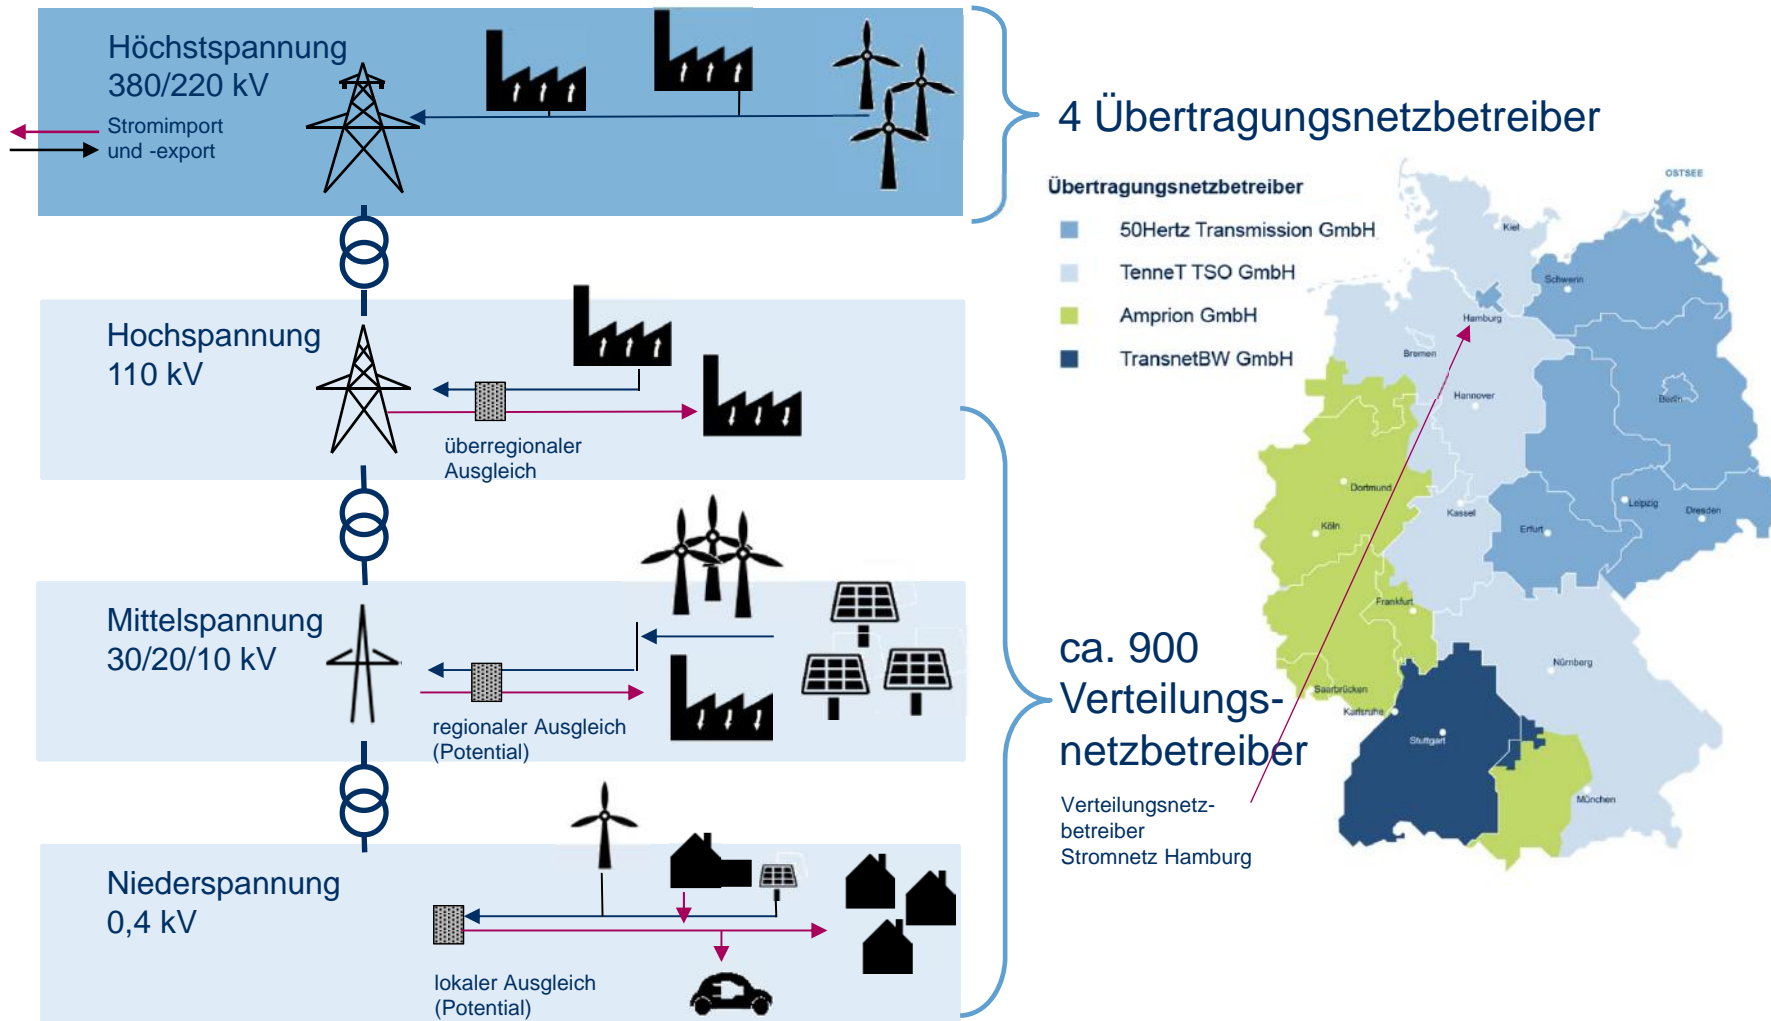 Höchstspannung
380/220 kV
Stromimport
und -export
4 Übertragungsnetzbetreiber
Übertragungsnetzbetreiber
50Hertz Transmission GmbH
TenneT TSO GmbH
Amprion GmbH
TransnetBW GmbH
OSTSEE
Kiel
Schwerin
Hamburg
Bremen
Hannover
Berlin
Dortmund
Köln
Kassel
Leipzig
Dresden
Erfurt
Frankfurt
Saarbrücken
Karlsruhe
Nürnberg
Stuttgart
München
Hochspannung
110 kV
überregionaler
Ausgleich
Mittelspannung
30/20/10 kV
regionaler Ausgleich
(Potential)
ca. 900
Verteilungs-
netzbetreiber
Verteilungsnetz-
betreiber
Stromnetz Hamburg
Niederspannung
0,4 kV
lokaler Ausgleich
(Potential)